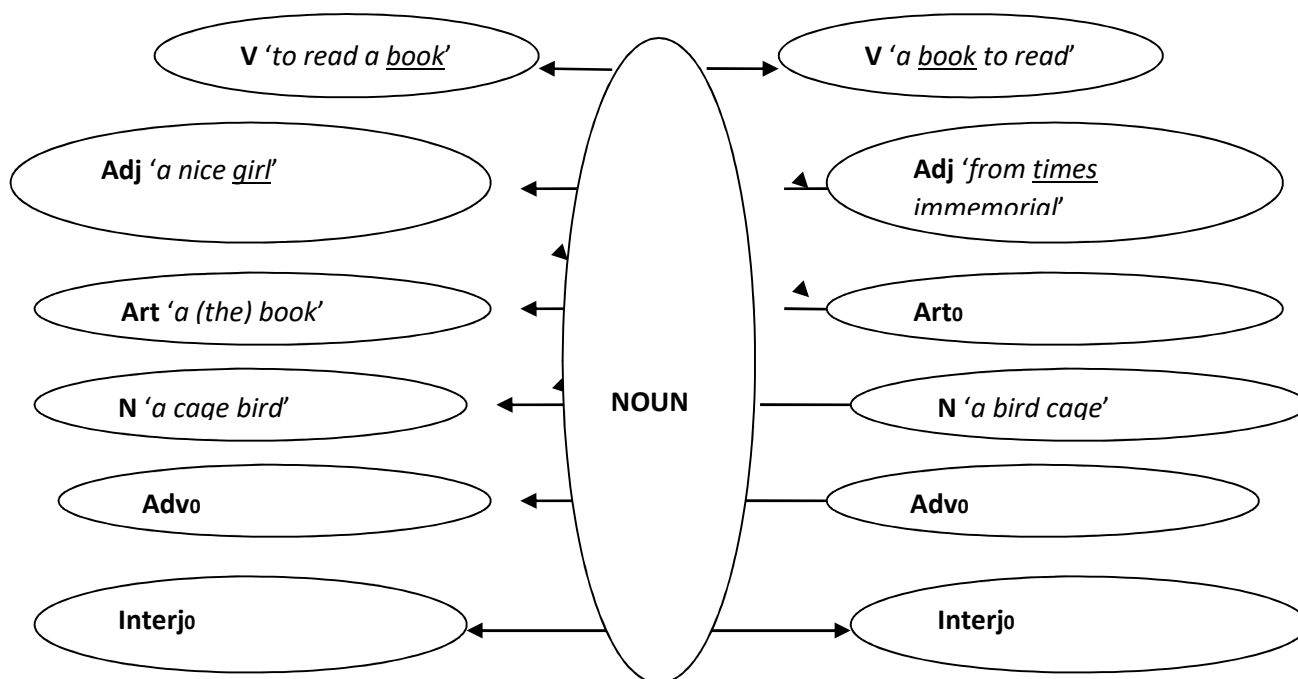 V ‘to read a book’
V ‘a book to read’
Adj ‘a nice girl’
Adj ‘from times
immemorial’
Art ‘a (the) book’
Art0
N ‘a cage bird’
NOUN
N ‘a bird cage’
Adv0
Adv0
Interj0
Interj0